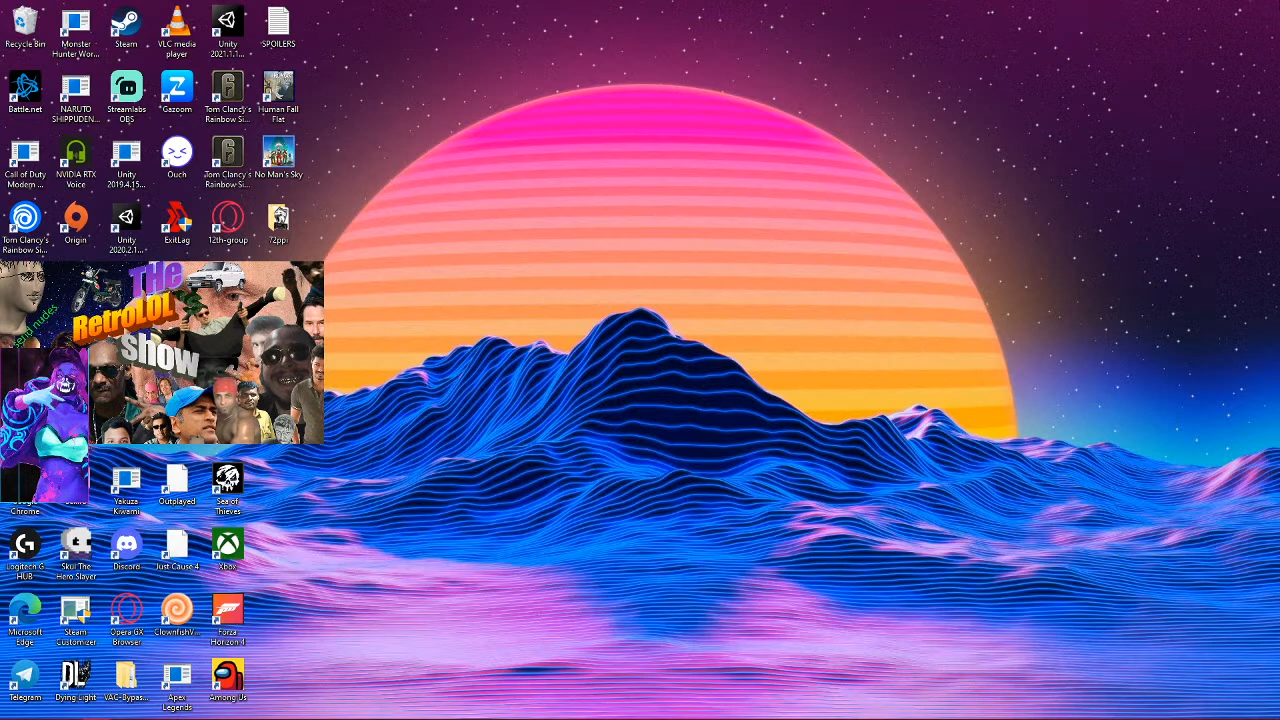 Recycle Bin
Monster
Hunter Wor...
Steam
VLC media
player
Unity
2021.1.1...
SPOILERS
Battle.net
NARUTO
SHIPPUDEN...
Streamlabs
OBS
Gazoom
Tom Clancy's
Rainbow Si...
Human Fall
Flat
Call of Duty
Modern ...
NVIDIA RTX
Voice
Unity
2019.4.15...
Ouch
Tom Clancy's
Rainbow Si...
No Man's Sky
Tom Clancy's
Rainbow Si...
Origin
Unity
2020.2.1...
ExitLag
12th-group
72ppi
THe
RetroLOL
show
send nudes
Chrome
Yakuza
Kiwami
Outplayed
Sea of
Thieves
Logitech G
HUB
Skul The
Hero Slayer
Discord
Just Cause 4
Xbox
Microsoft
Edge
Steam
Customizer
Opera GX
Browser
ClownfishV...
Forza
Horizon 4
Telegram
Dying Light
VAC-Bypas...
Apex
Legends
Among Us